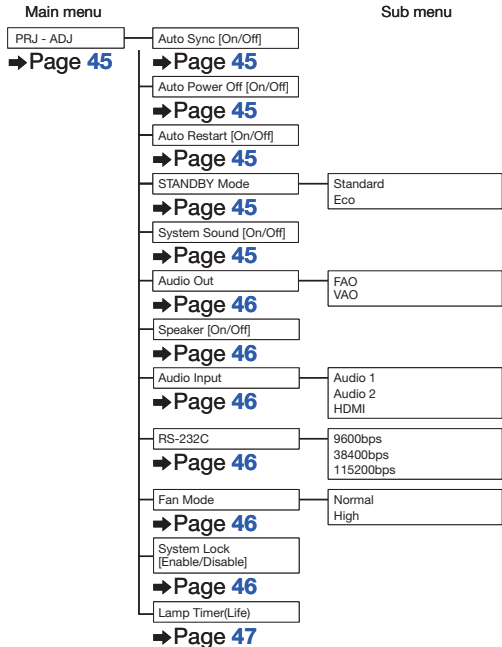 Main menu
Sub menu
PRJ - ADJ
➡Page 45
Auto Sync [On/Off]
➡Page 45
Auto Power Off [On/Off]
➡Page 45
Auto Restart [On/Off]
➡Page 45
STANDBY Mode
➡Page 45
Standard
Eco
System Sound [On/Off]
➡Page 45
Audio Out
➡Page 46
FAO
VAO
Speaker [On/Off]
➡Page 46
Audio Input
➡Page 46
Audio 1
Audio 2
HDMI
RS-232C
➡Page 46
9600bps
38400bps
115200bps
Fan Mode
➡Page 46
Normal
High
System Lock
[Enable/Disable]
➡Page 46
Lamp Timer(Life)
➡Page 47